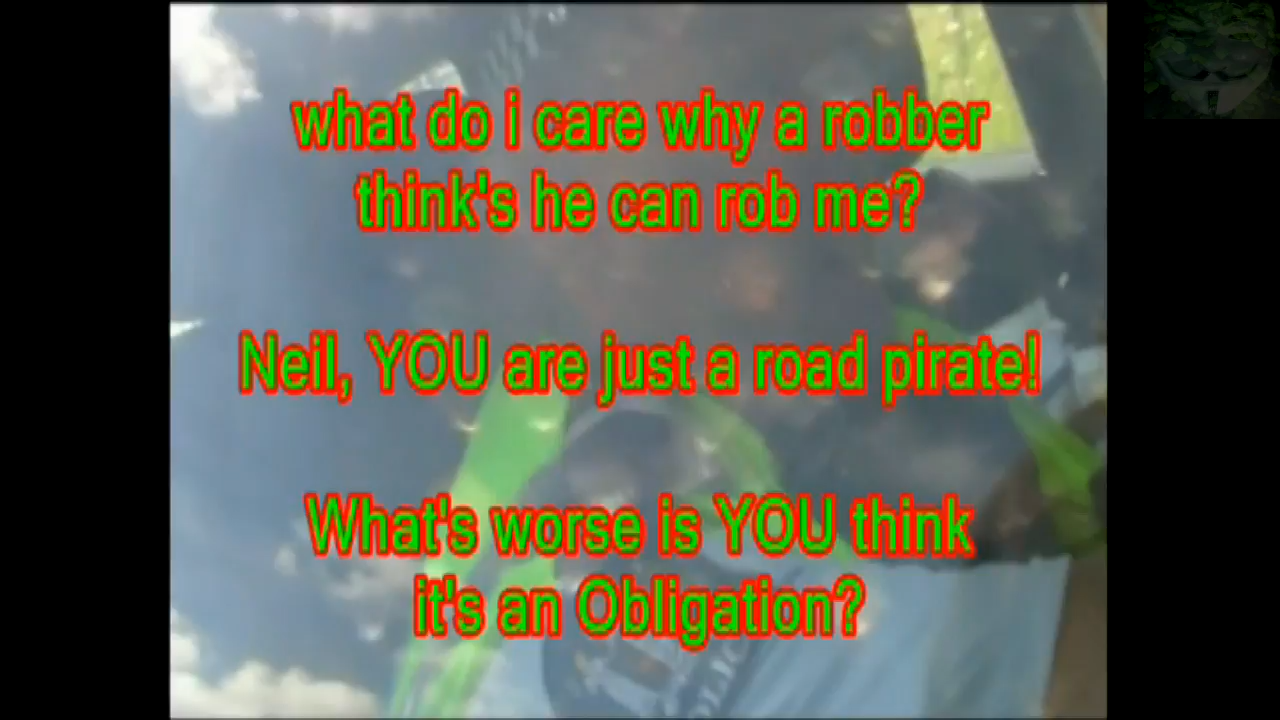 what do i care why a robber
think's he can rob me?
Neil, YOU are just a road pirate!
What's worse is YOU think
it's an Obligation?